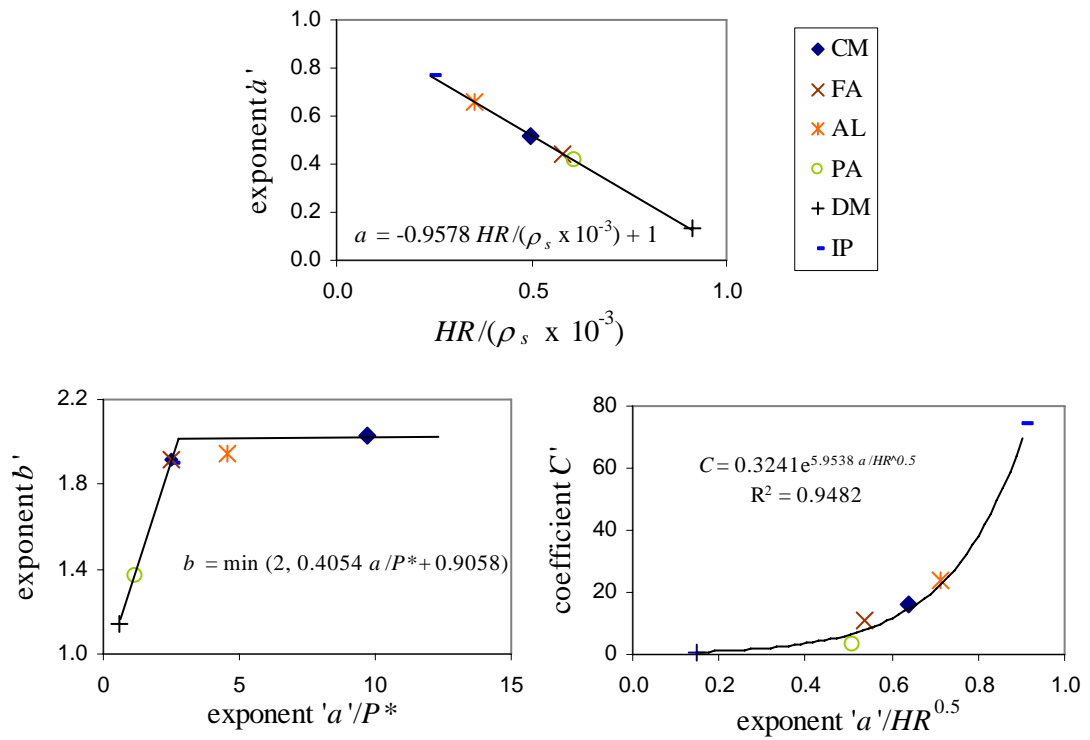 1.0
0.8
0.6
0.4
0.2
0.0
exponent 'a'
a = -0.9578 HR/(ρs x 10-3) + 1
0.0 0.5 1.0
HR/(ρs x 10-3)
CM
FA
AL
PA
DM
IP
2.2
1.8
1.4
1.0
exponent 'b'
b = min (2, 0.4054 a/P*+0.9058)
0 5 10 15
exponent 'a'/P*
80
60
40
20
0
coefficient 'C'
C = 0.3241e5.9538 a/HR^0.5
R2 = 0.9482
0.0 0.2 0.4 0.6 0.8 1.0
exponent 'a'/HR0.5